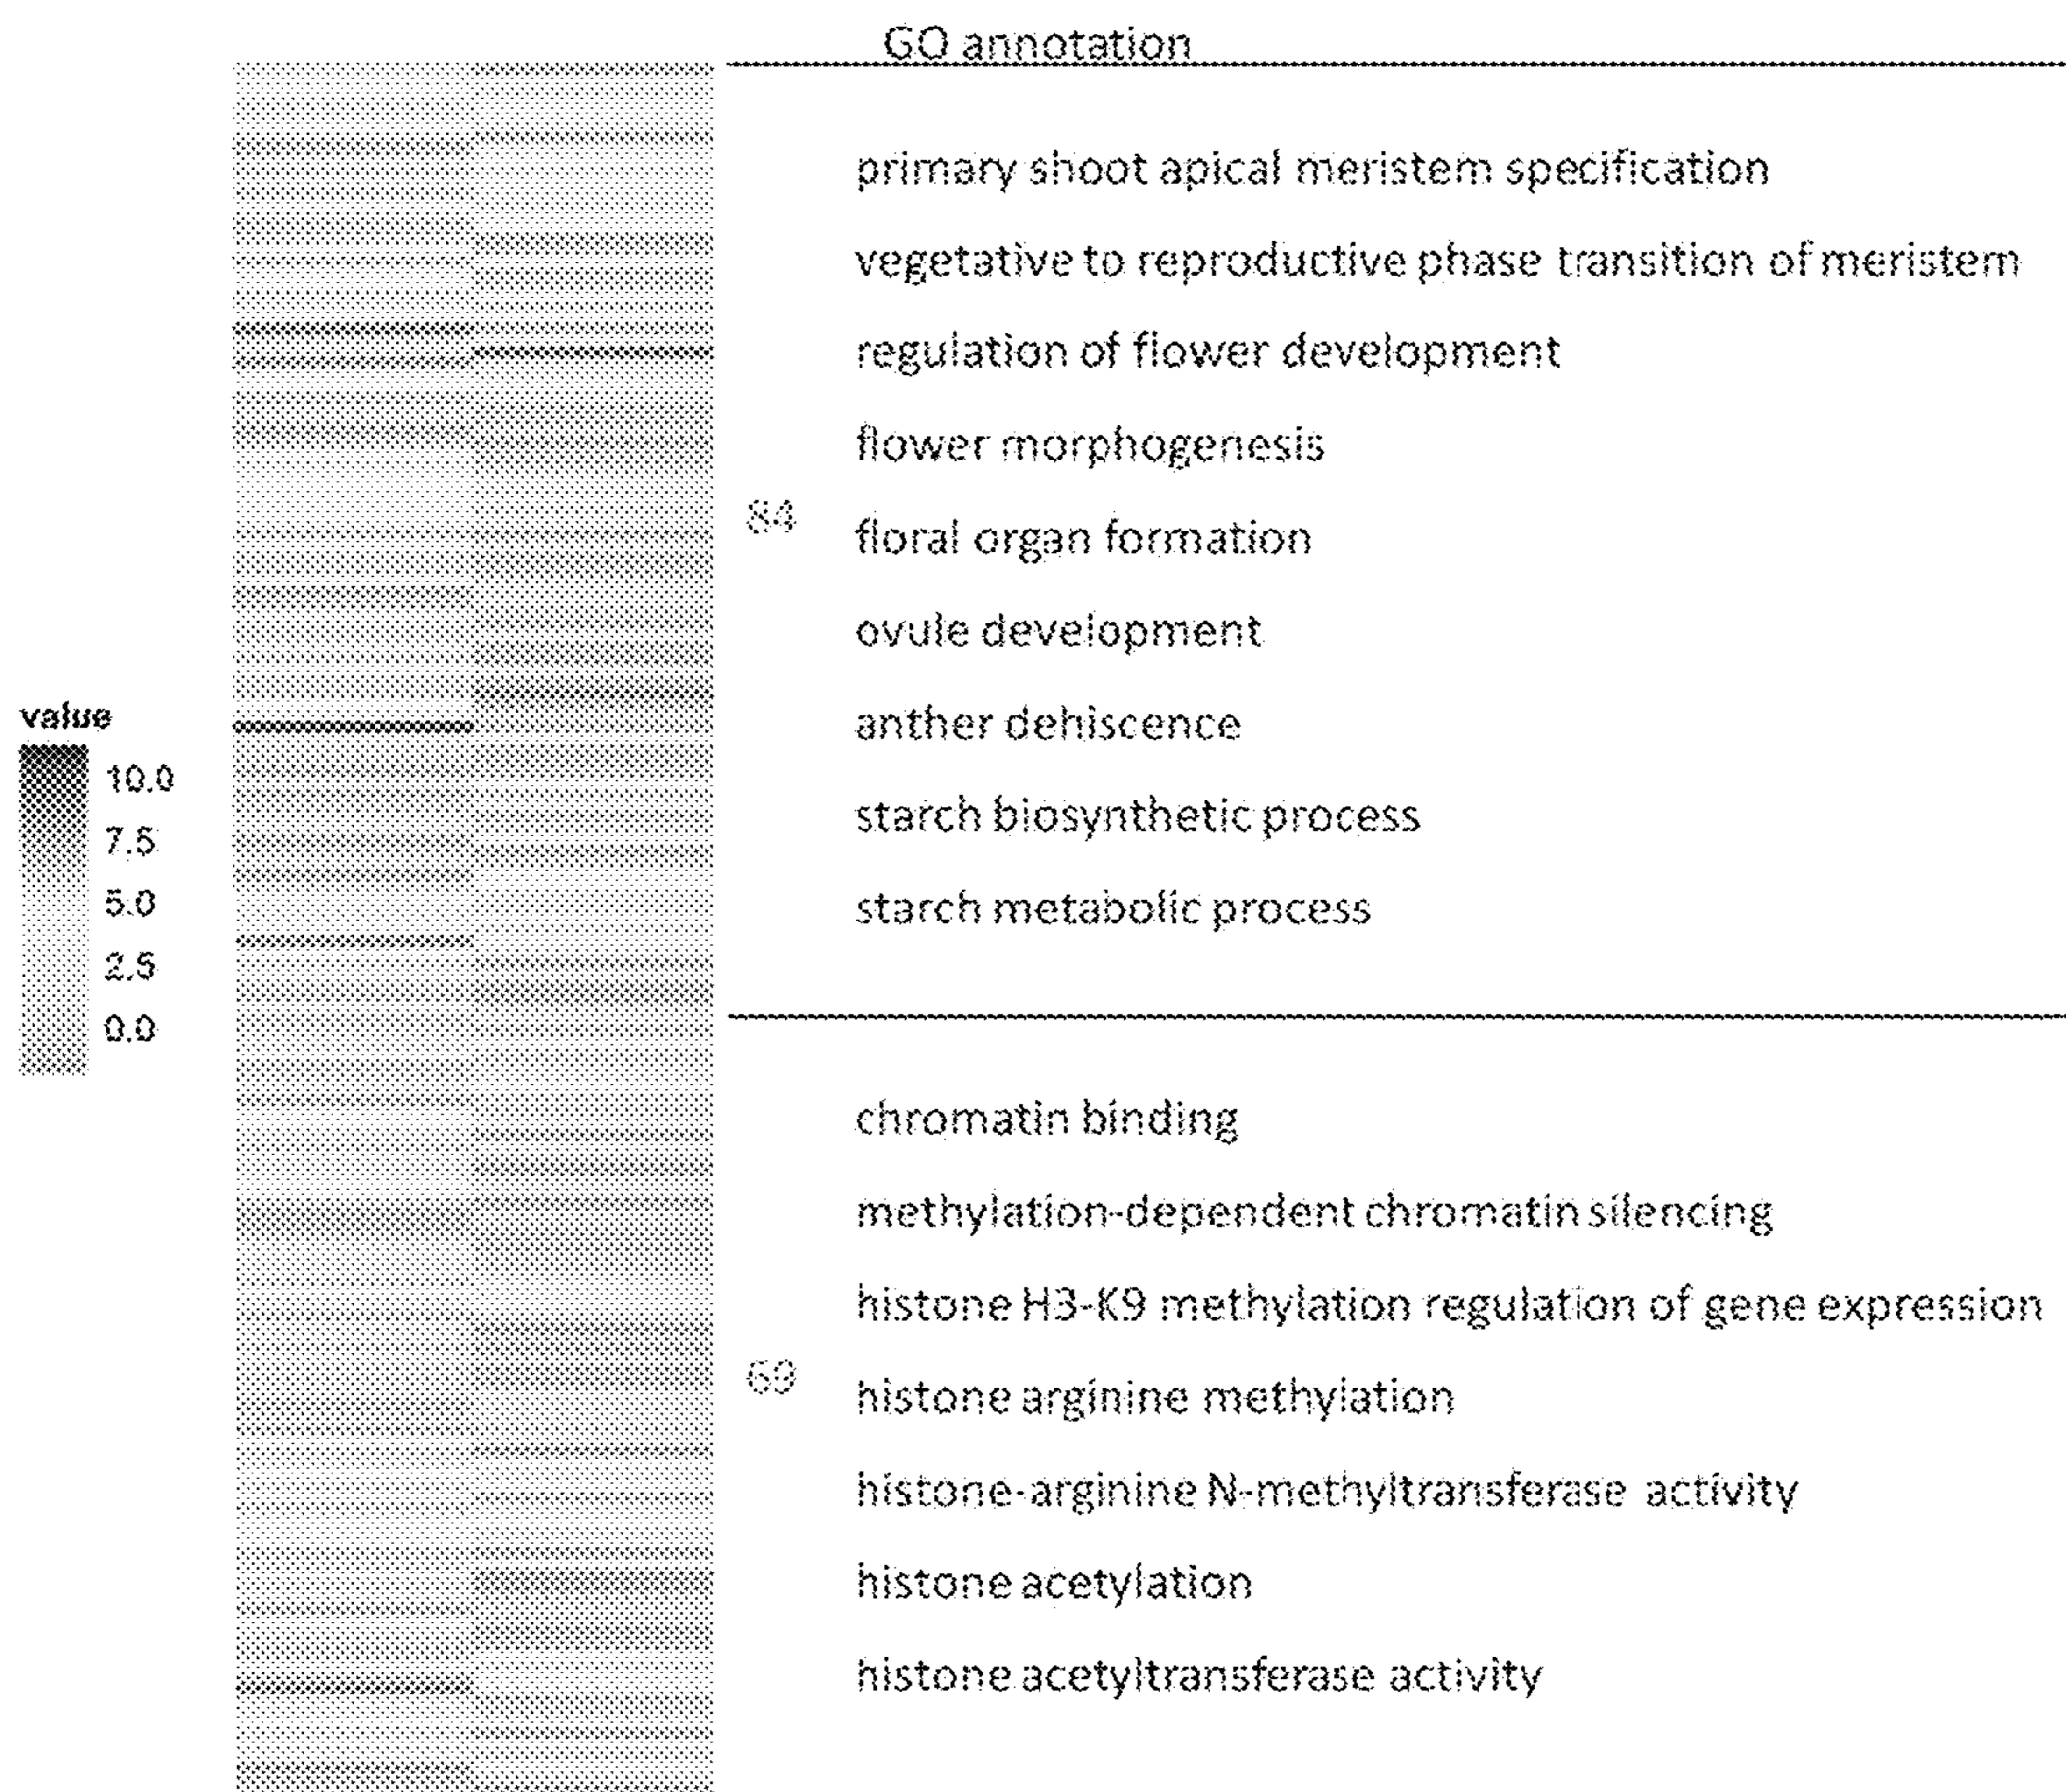 GO annotation
primary shoot apical meristem specification
vegetative to reproductive phase transition of meristem
regulation of flower development
flower morphogenesis
84
floral organ formation
ovule development
anther dehiscence
starch biosynthetic process
starch metabolic process
value
10.0
7.5
5.0
2.5
0.0
chromatin binding
methylation-dependent chromatin silencing
histone H3-K9 methylation regulation of gene expression
69
histone arginine methylation
histone-arginine N-methyltransferase activity
histone acetylation
histone acetyltransferase activity